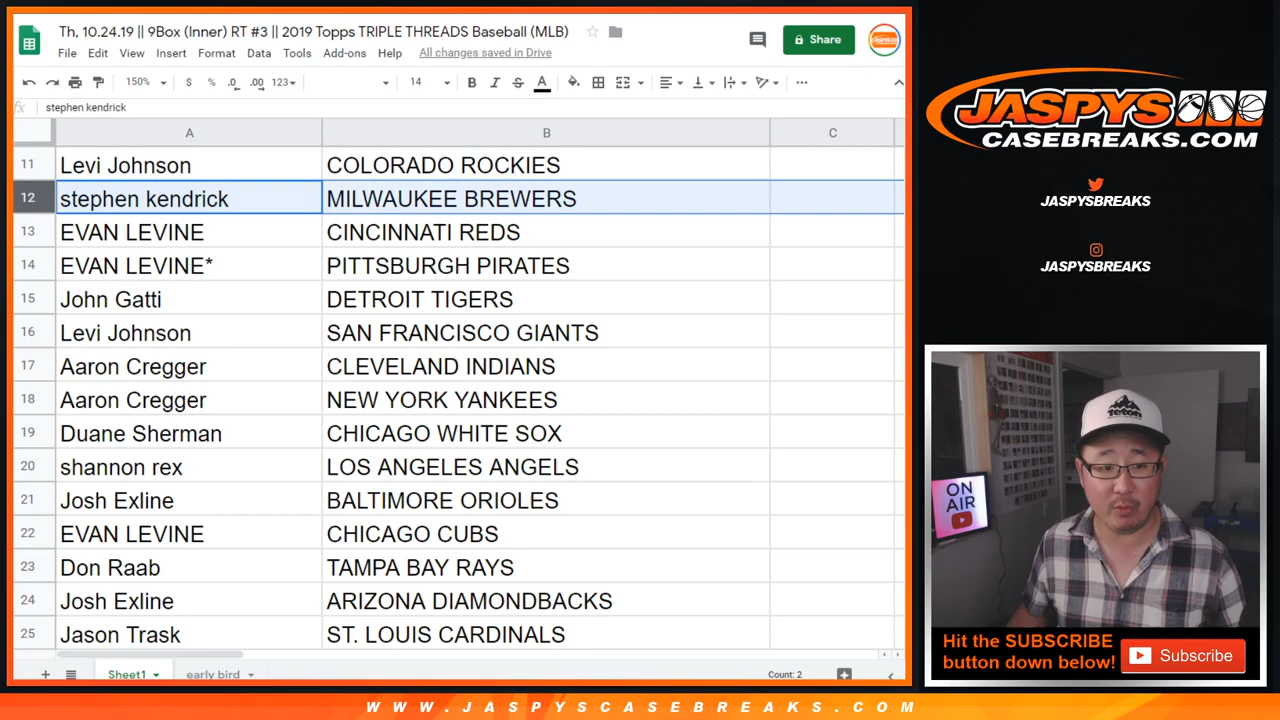 Th, 10.24.19 || 9Box (Inner) RT #3 || 2019 Topps TRIPLE THREADS Baseball (MLB)
File Edit View Insert Format Data Tools Add-ons Help All changes saved in Drive
Share
150% $ % .0 .00 123 14 B I S A ...
fx stephen kendrick
A B C
11 Levi Johnson COLORADO ROCKIES
12 stephen kendrick MILWAUKEE BREWERS
13 EVAN LEVINE CINCINNATI REDS
14 EVAN LEVINE* PITTSBURGH PIRATES
15 John Gatti DETROIT TIGERS
16 Levi Johnson SAN FRANCISCO GIANTS
17 Aaron Cregger CLEVELAND INDIANS
18 Aaron Cregger NEW YORK YANKEES
19 Duane Sherman CHICAGO WHITE SOX
20 shannon rex LOS ANGELES ANGELS
21 Josh Exline BALTIMORE ORIOLES
22 EVAN LEVINE CHICAGO CUBS
23 Don Raab TAMPA BAY RAYS
24 Josh Exline ARIZONA DIAMONDBACKS
25 Jason Trask ST. LOUIS CARDINALS
+ Sheet1 early bird Count: 2
JASPYS
CASEBREAKS.COM
JASPYSBREAKS
JASPYSBREAKS
Teton
ON
AIR
Hit the SUBSCRIBE
button down below!
Subscribe
WWW.JASPYSCASEBREAKS.COM